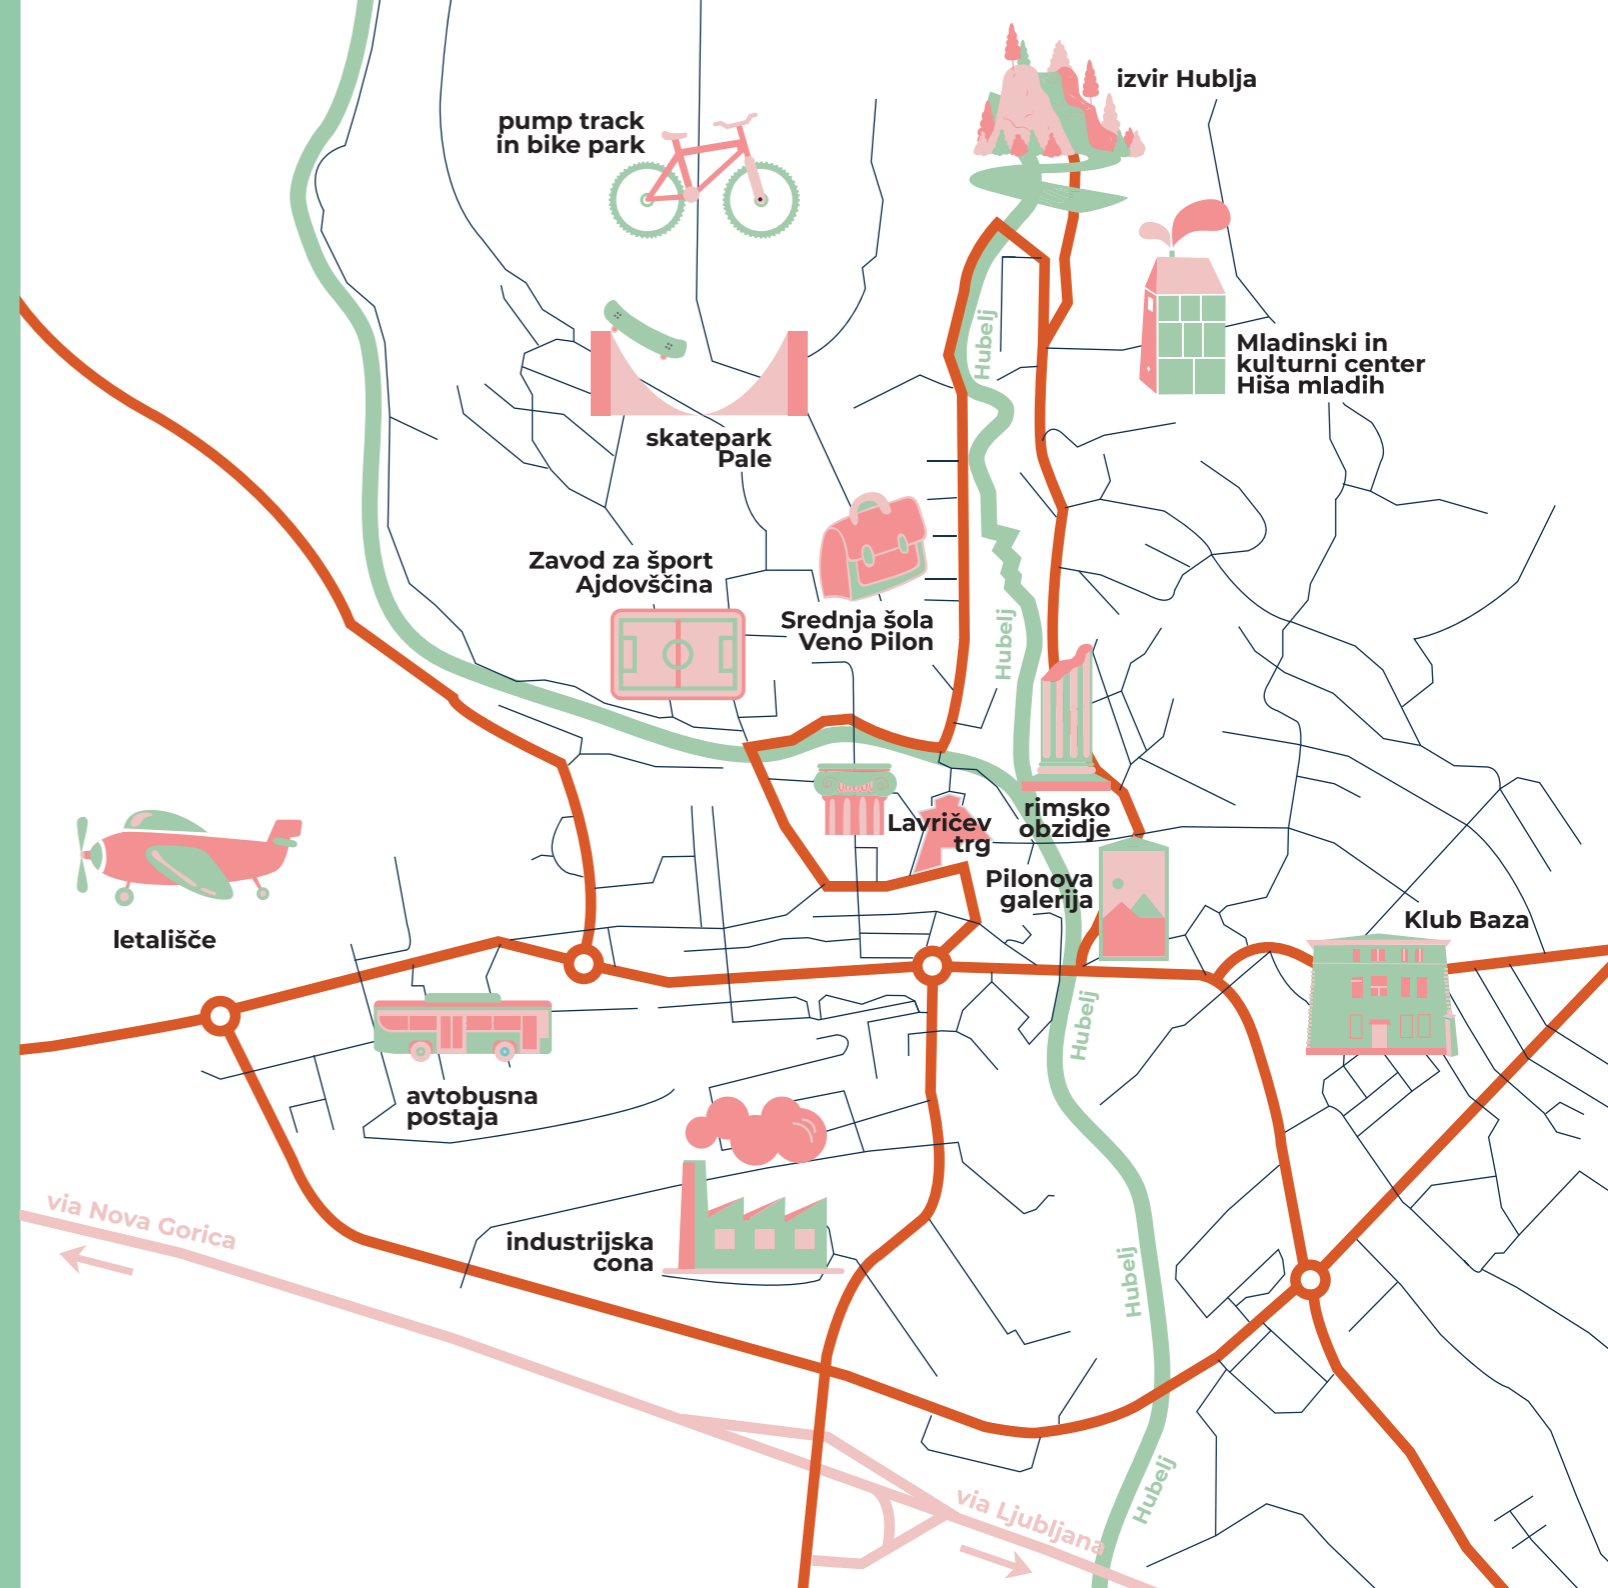 izvir Hublja
pump track
in bike park
Hubelj
Mladinski in
kulturni center
Hiša mladih
skatepark
Pale
Zavod za šport
Ajdovščina
Srednja šola
Veno Pilon
Hubelj
Lavričev
trg
rimsko
obzidje
Pilonova
galerija
Klub Baza
letališče
Hubelj
avtobusna
postaja
via Nova Gorica
industrijska
cona
Hubelj
via Ljubljana
Hubelj